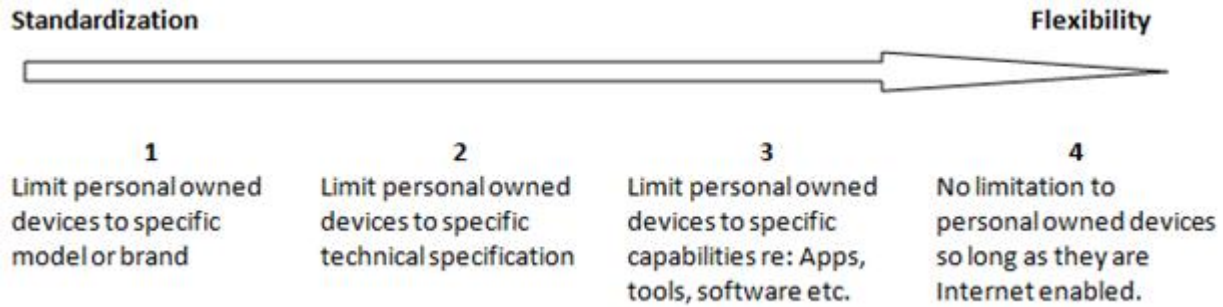 Standardization Flexibility
1
Limit personal owned
devices to specific
model or brand
2
Limit personal owned
devices to specific
technical specification
3
Limit personal owned
devices to specific
capabilities re: Apps,
tools, software etc.
4
No limitation to
personal owned devices
so long as they are
Internet enabled.